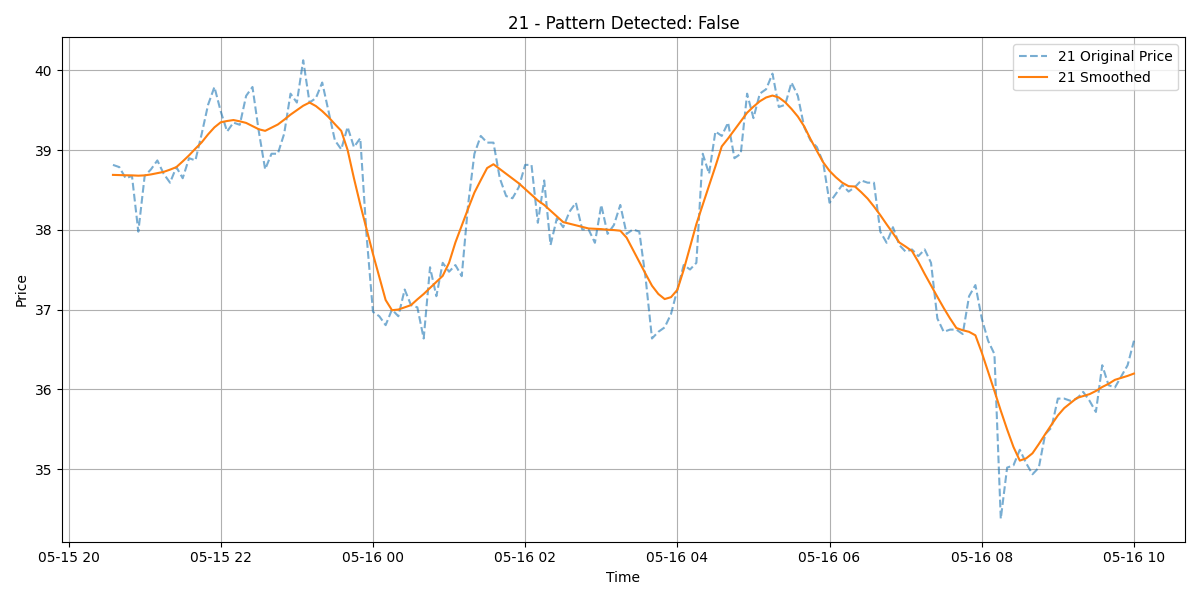 21 - Pattern Detected: False
21 Original Price
21 Smoothed
Price
40
39
38
37
36
35
05-15 20
05-15 22
05-16 00
05-16 02
05-16 04
05-16 06
05-16 08
05-16 10
Time